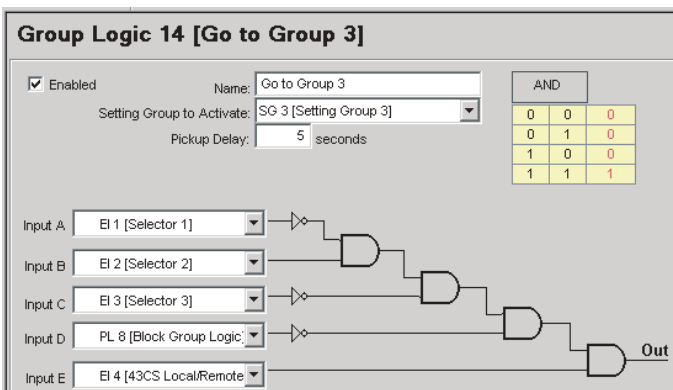 Group Logic 14 [Go to Group 3]
Enabled
Name: Go to Group 3
Setting Group to Activate: SG 3 [Setting Group 3]
Pickup Delay: 5 seconds
AND
0 0 0
0 1 0
1 0 0
1 1 1
Input A EI 1 [Selector 1]
Input B EI 2 [Selector 2]
Input C EI 3 [Selector 3]
Input D PL 8 [Block Group Logic]
Input E EI 4 [43CS Local/Remote
Out